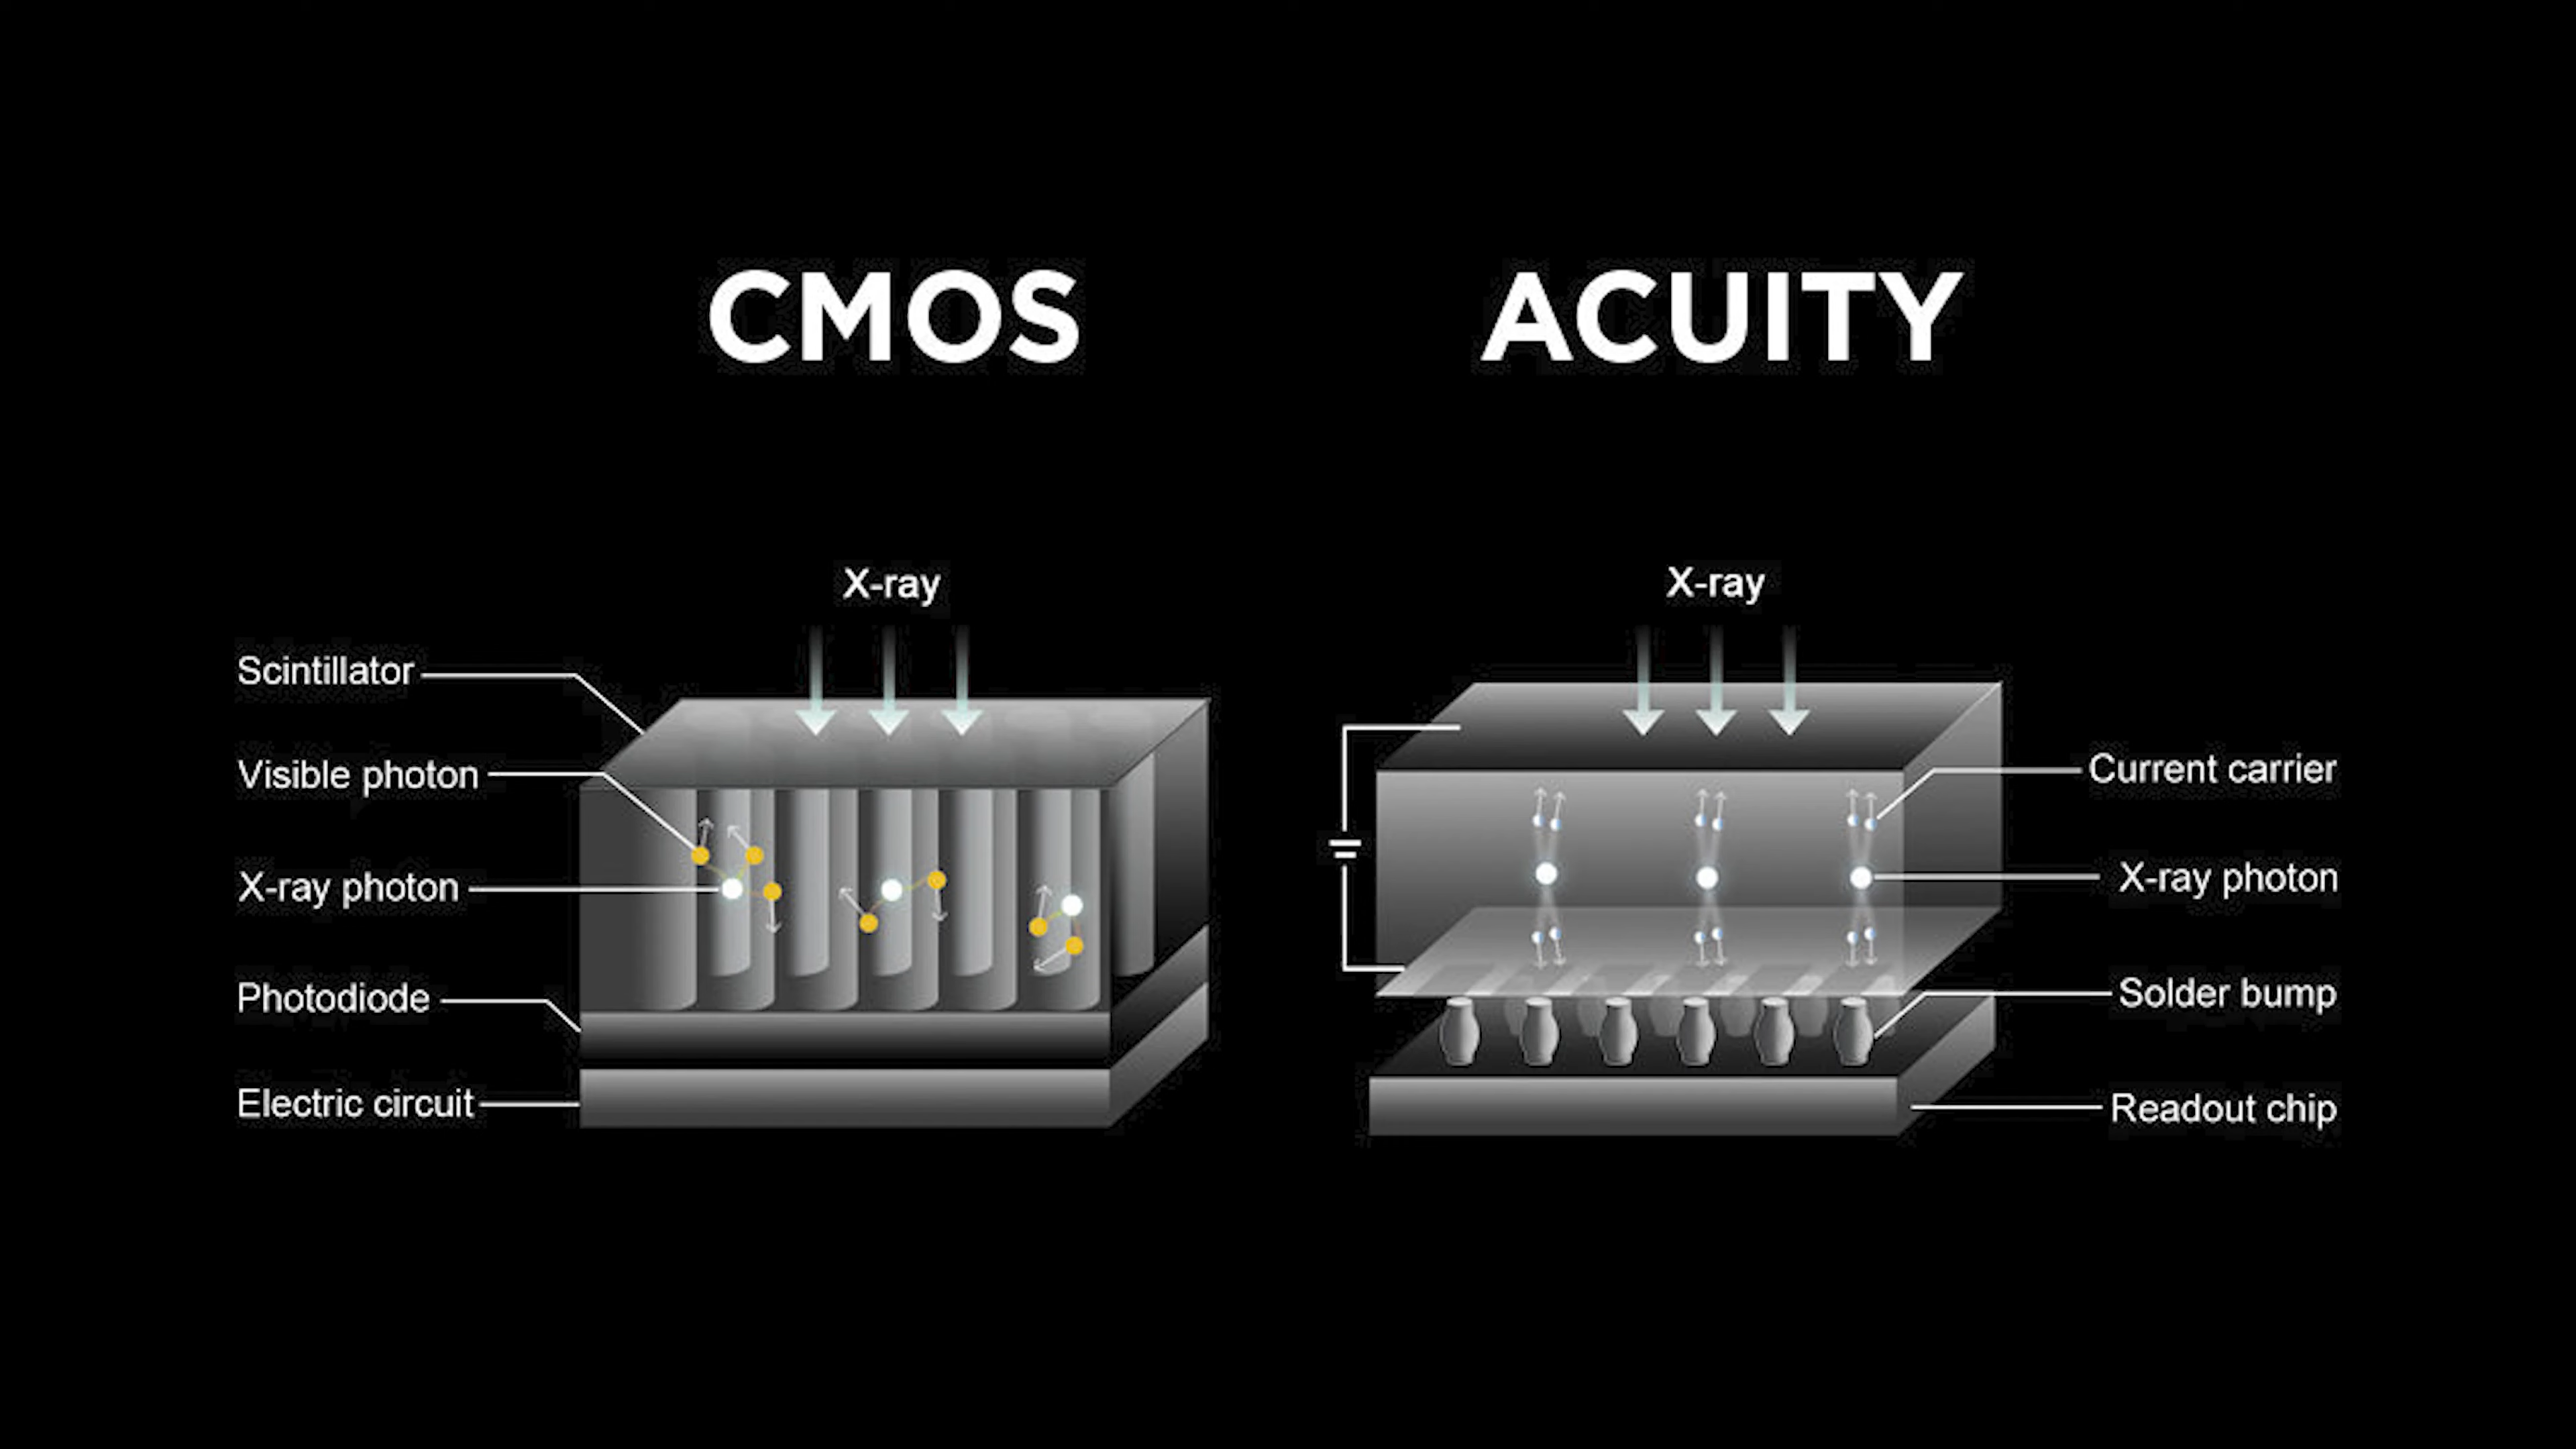 CMOS
X-ray
Scintillator
Visible photon
X-ray photon
Photodiode
Electric circuit
ACUITY
X-ray
Current carrier
X-ray photon
Solder bump
Readout chip